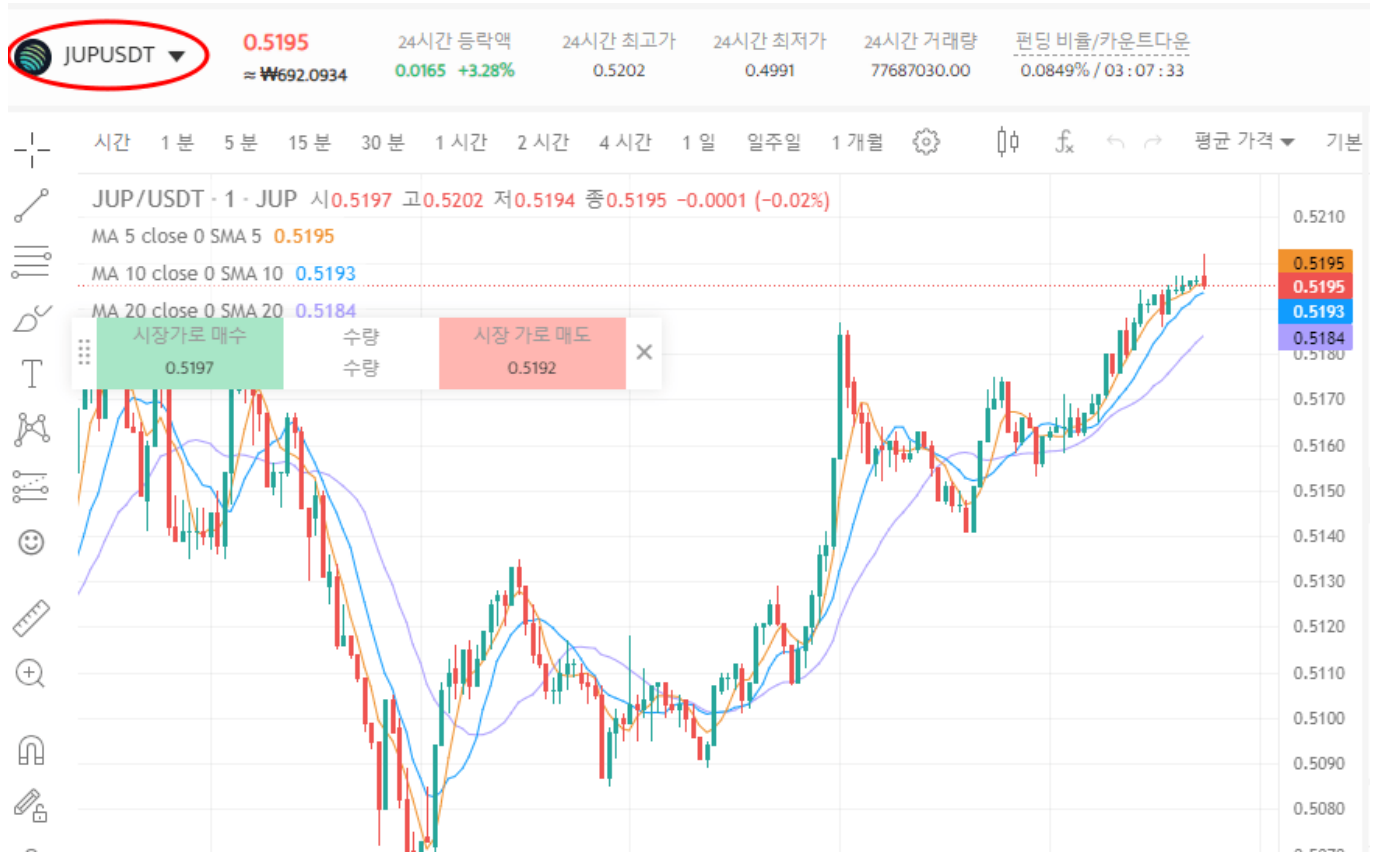 JUPUSDT
0.5195
≈ ₩692.0934
24시간 등락액
0.0165 +3.28%
24시간 최고가
0.5202
24시간 최저가
0.4991
24시간 거래량
77687030.00
펀딩 비율/카운트다운
0.0849% / 03 : 07 : 33
시간 1 분 5 분 15 분 30 분 1 시간 2 시간 4 시간 1 일 일주일 1 개월 평균 가격 기본
JUP/USDT · 1 · JUP 시0.5197 고0.5202 저0.5194 종0.5195 −0.0001 (−0.02%)
MA 5 close 0 SMA 5 0.5195
MA 10 close 0 SMA 10 0.5193
MA 20 close 0 SMA 20 0.5184
시장가로 매수 수량 시장 가로 매도
0.5197 수량 0.5192
0.5210
0.5195
0.5195
0.5193
0.5184
0.5180
0.5170
0.5160
0.5150
0.5140
0.5130
0.5120
0.5110
0.5100
0.5090
0.5080